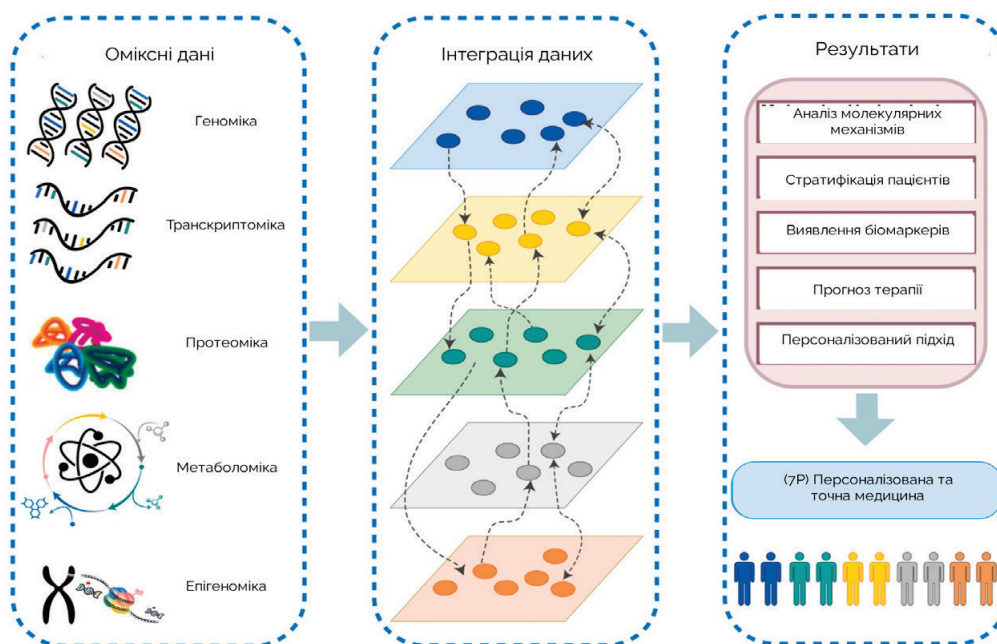 Оміксні дані
Геноміка
Транскриптоміка
Протеоміка
Метаболоміка
Епігеноміка
Інтеграція даних
Результати
Аналіз молекулярних
механізмів
Стратифікація пацієнтів
Виявлення біомаркерів
Прогноз терапії
Персоналізований підхід
(7P) Персоналізована та
точна медицина